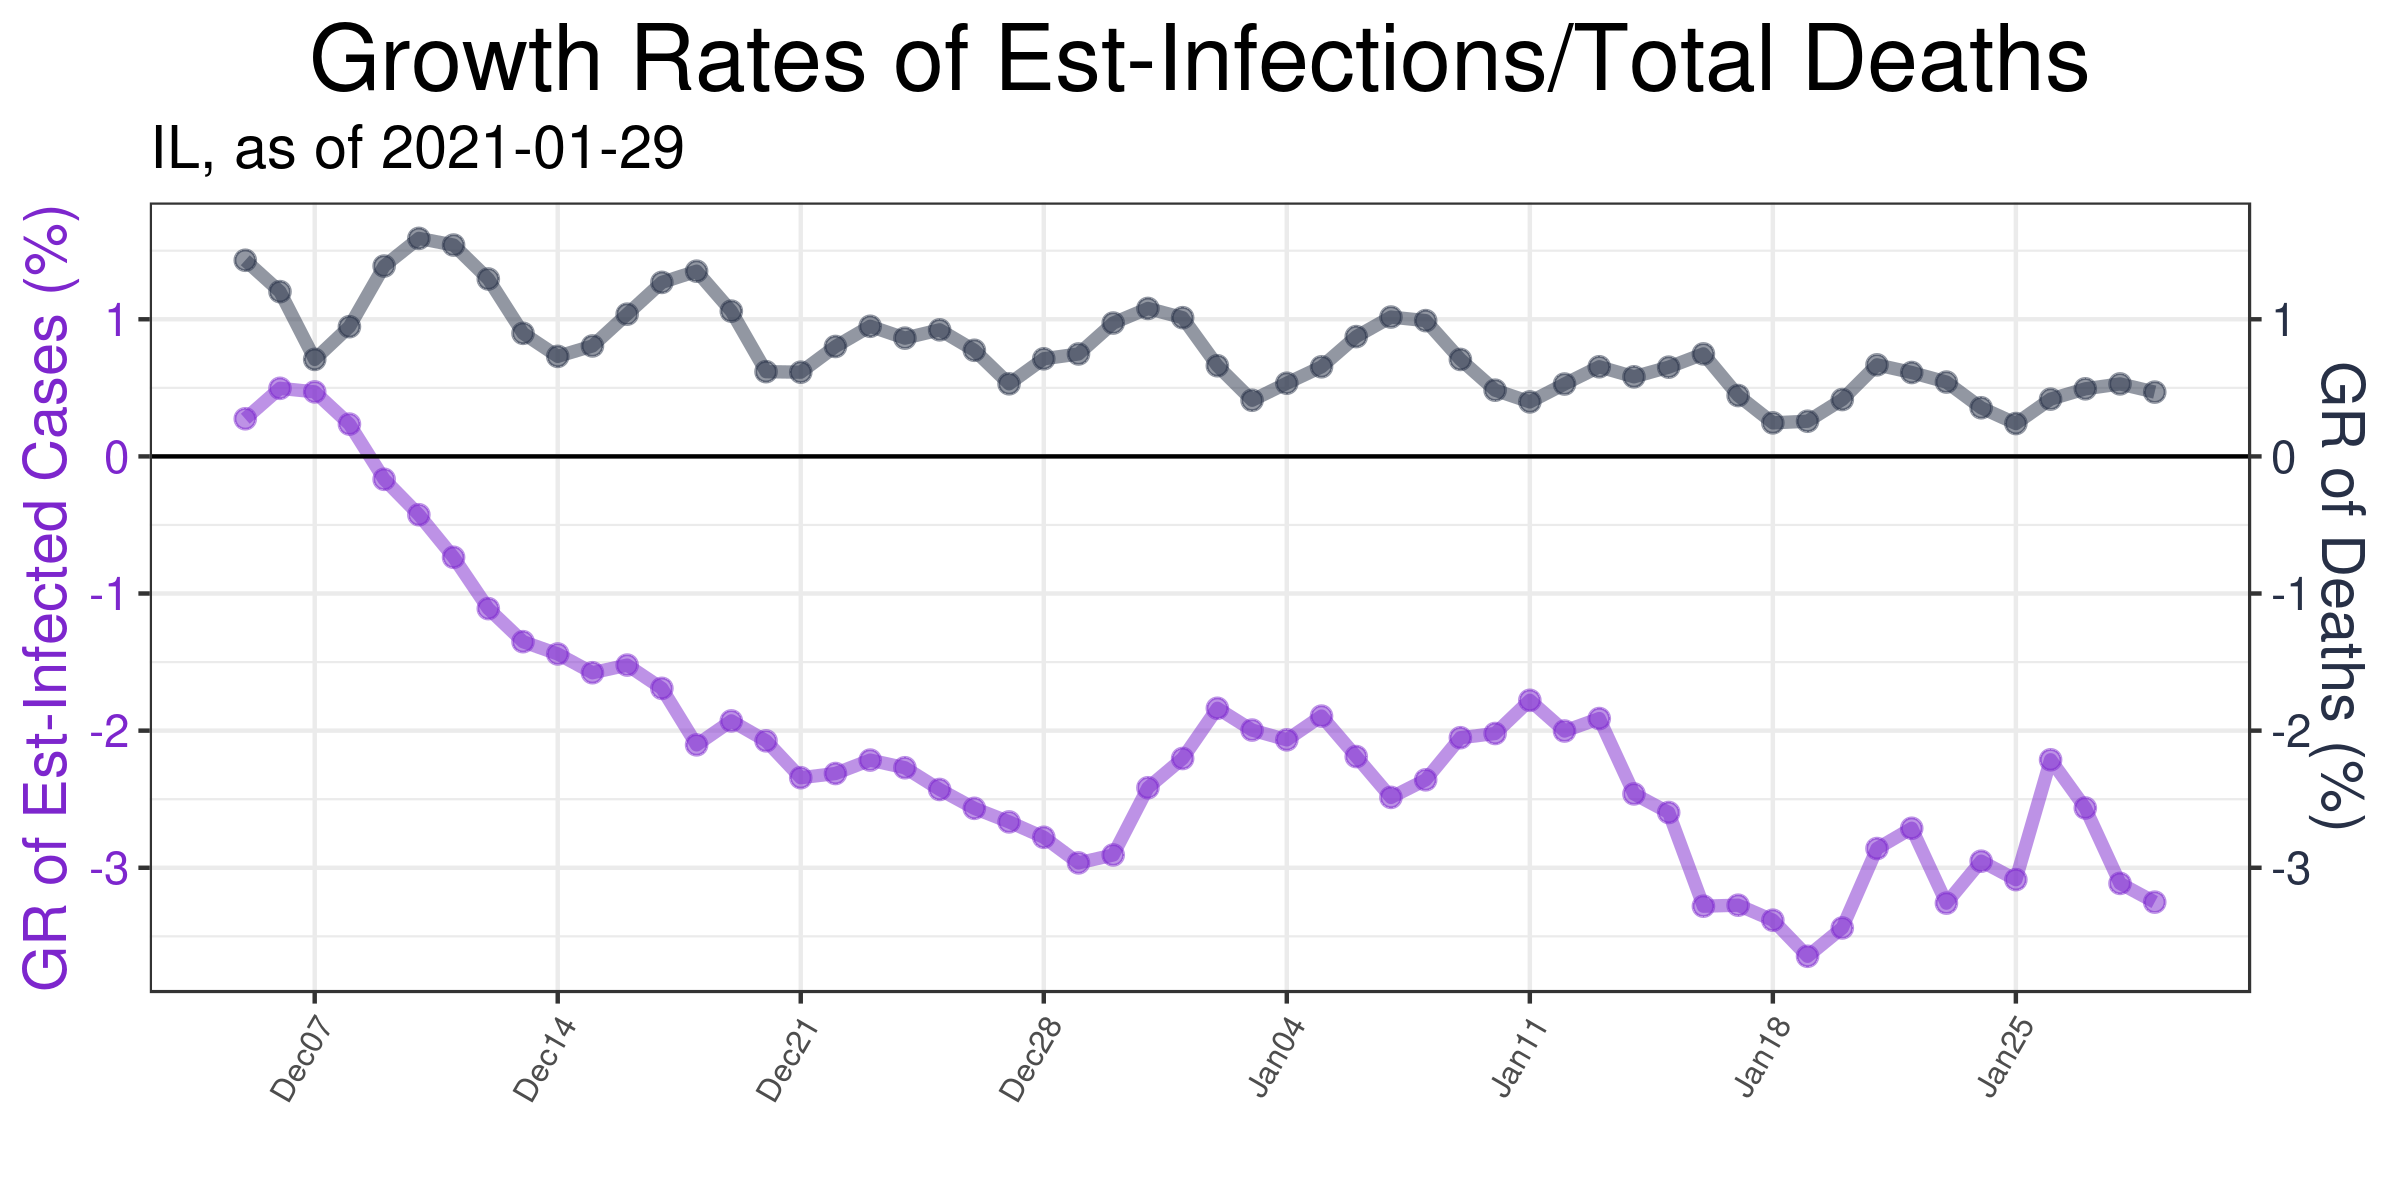 Growth Rates of Est-Infections/Total Deaths
IL, as of 2021-01-29
GR of Est-Infected Cases (%)
1
0
-1
-2
-3
1
0
-1
-2
-3
GR of Deaths (%)
Dec07
Dec14
Dec21
Dec28
Jan04
Jan11
Jan18
Jan25